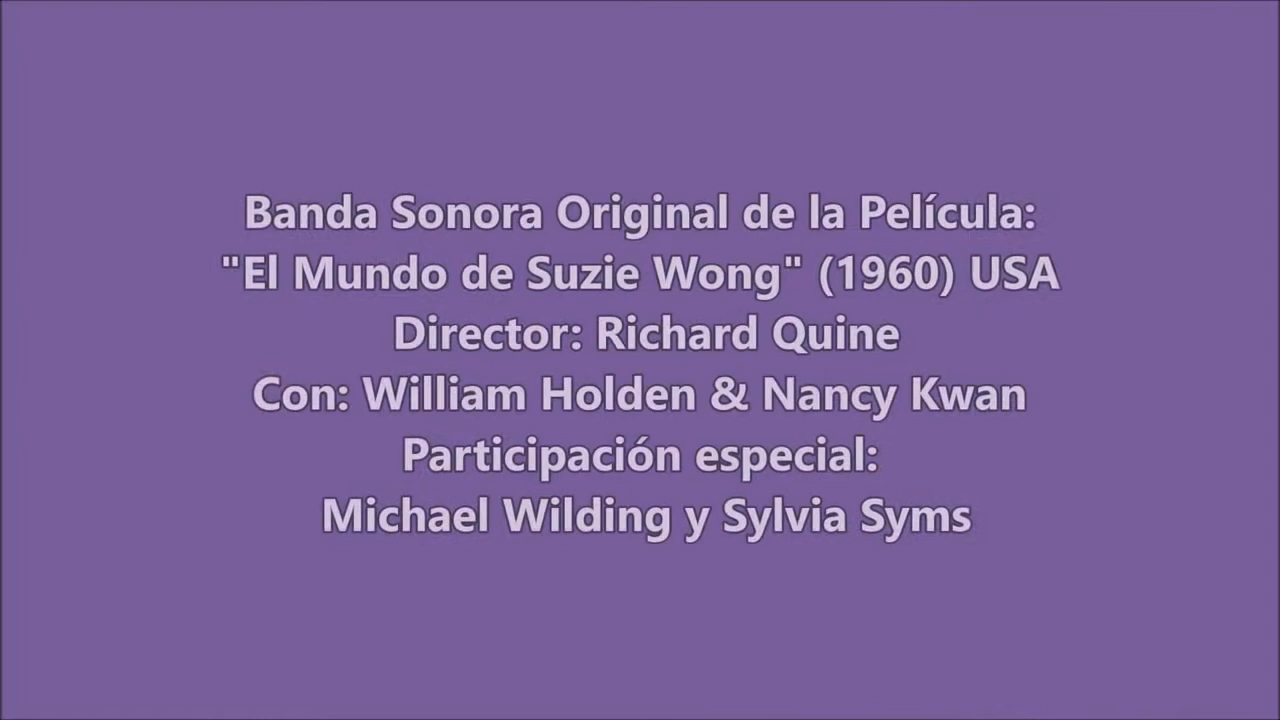 Banda Sonora Original de la Película:
"El Mundo de Suzie Wong" (1960) USA
Director: Richard Quine
Con: William Holden & Nancy Kwan
Participación especial:
Michael Wilding y Sylvia Syms